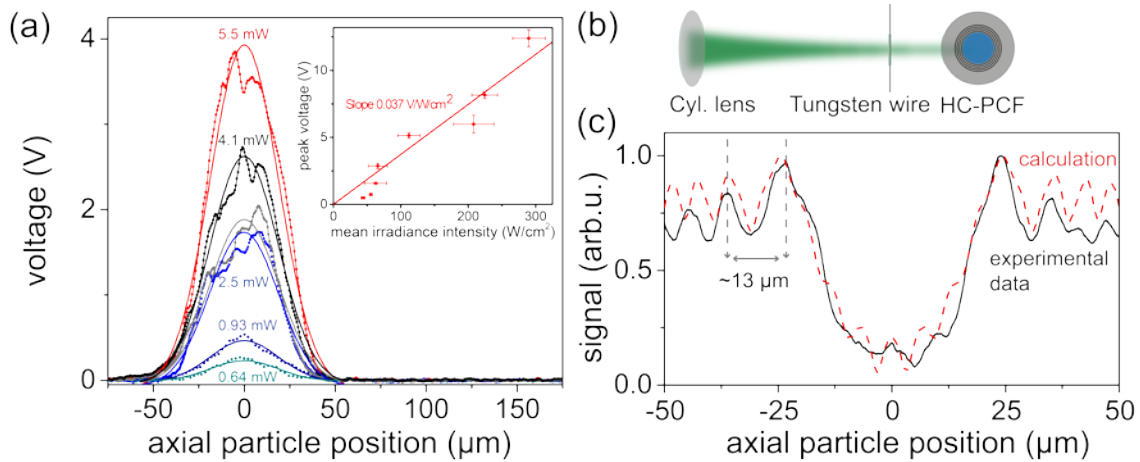 (a)
4
2
0
voltage (V)
5.5 mW
4.1 mW
2.5 mW
0.93 mW
0.64 mW
-50
0
50
100
150
axial particle position (µm)
10
5
0
peak voltage (V)
Slope 0.037 V/W/cm²
0
100
200
300
mean irradiance intensity (W/cm²)
(b)
Cyl. lens
Tungsten wire
HC-PCF
(c)
1.0
0.5
0.0
signal (arb.u.)
calculation
experimental
data
~13 µm
-50
-25
0
25
50
axial particle position (µm)